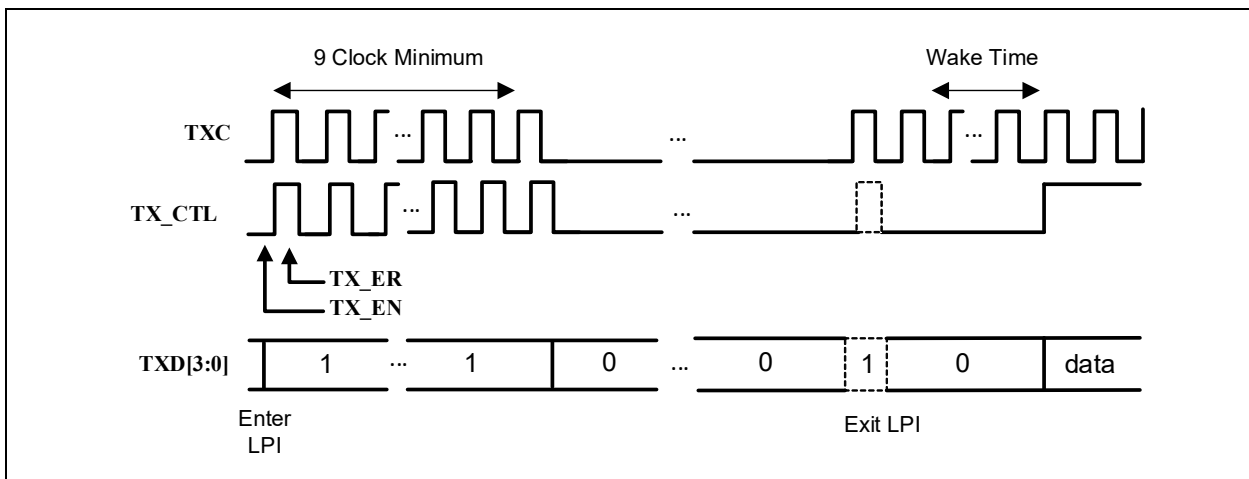 9 Clock Minimum
Wake Time
TXC
...
...
...
TX_CTL
...
...
TX_ER
TX_EN
TXD[3:0]
1
...
1
0
...
0
1
0
data
Enter
LPI
Exit LPI